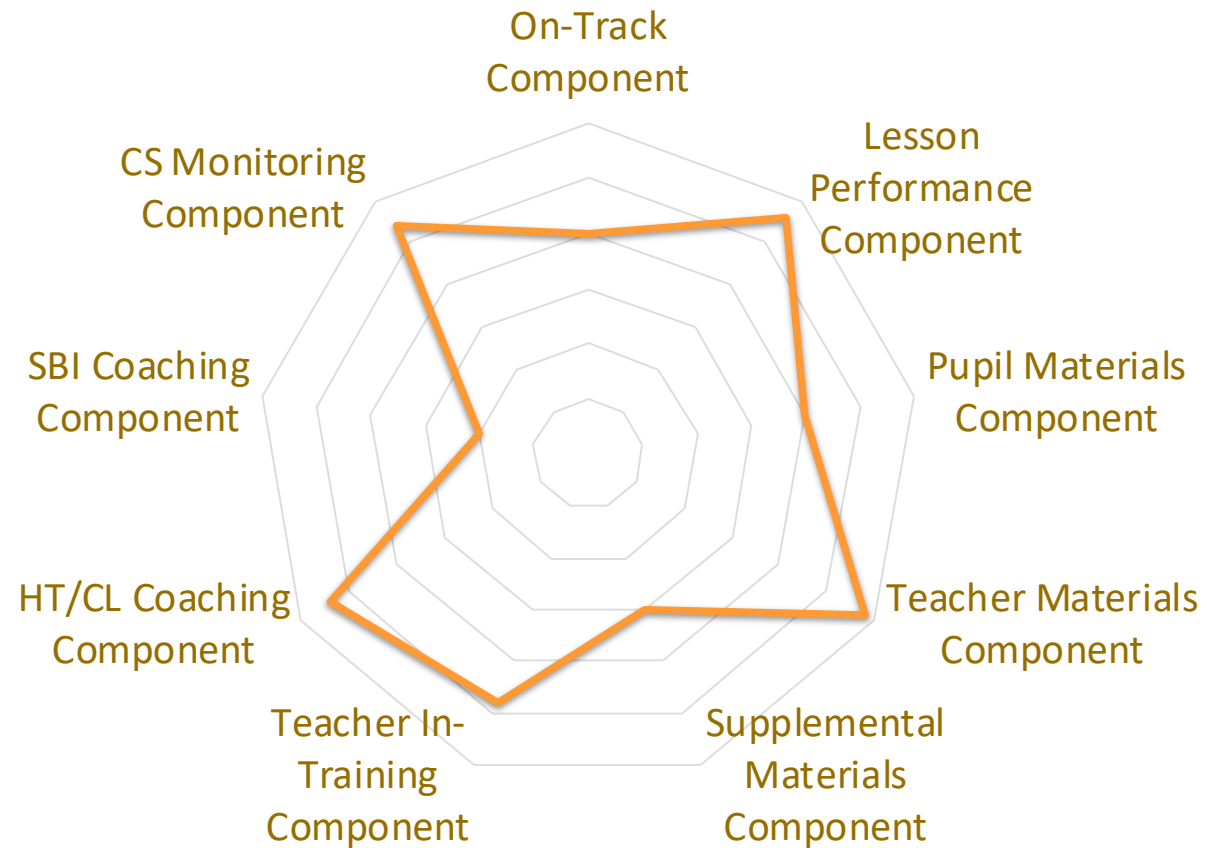 On-Track
Component
Lesson
Performance
Component
Pupil Materials
Component
Teacher Materials
Component
Supplemental
Materials
Component
Teacher In-
Training
Component
HT/CL Coaching
Component
SBI Coaching
Component
CS Monitoring
Component